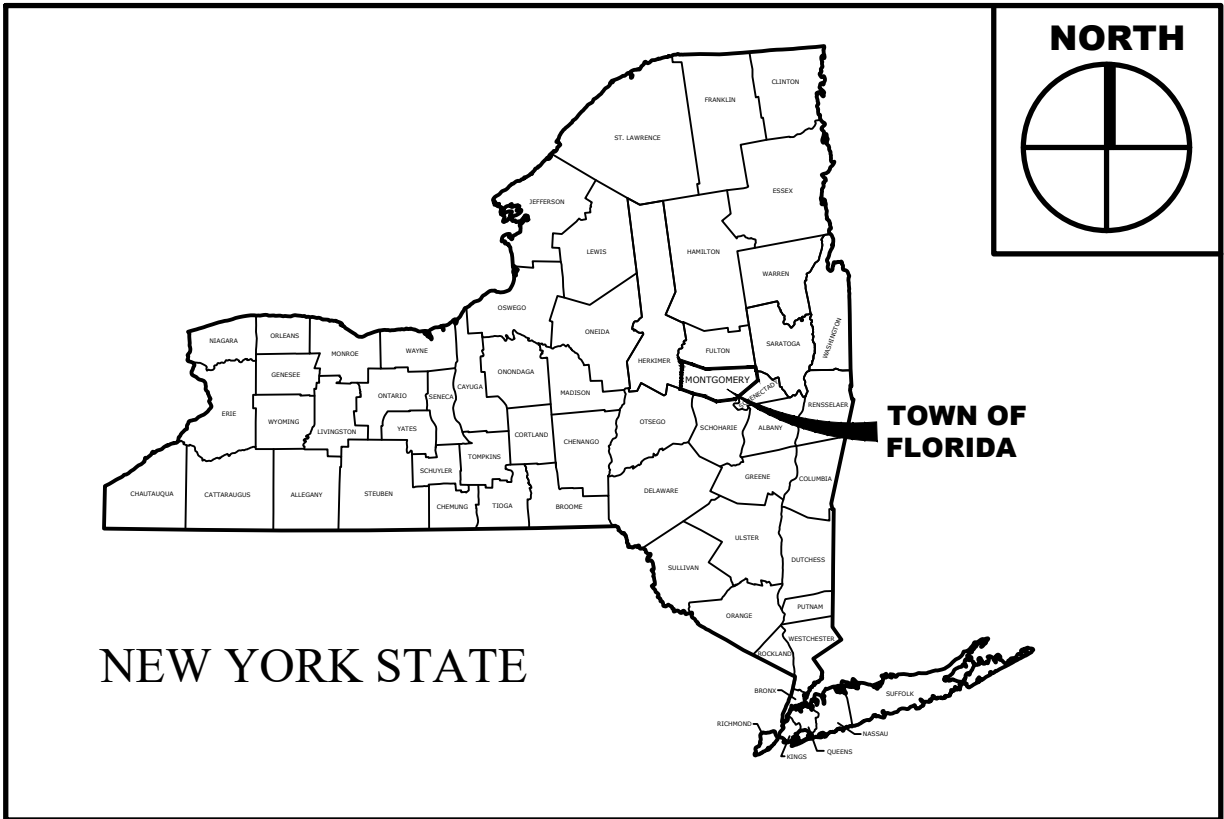 NORTH
CLINTON
FRANKLIN
ST. LAWRENCE
ESSEX
JEFFERSON
LEWIS
HAMILTON
WARREN
OSWEGO
ONEIDA
WASHINGTON
NIAGARA
ORLEANS
MONROE
WAYNE
SARATOGA
FULTON
HERKIMER
GENESEE
ONONDAGA
MONTGOMERY
CAYUGA
ONTARIO
SENECA
MADISON
SCHENECTADY
RENSSELAER
ERIE
WYOMING
LIVINGSTON
YATES
OTSEGO
SCHOHARIE
ALBANY
TOWN OF
FLORIDA
CORTLAND
CHENANGO
TOMPKINS
SCHUYLER
GREENE
COLUMBIA
CHAUTAUQUA
CATTARAUGUS
ALLEGANY
STEUBEN
DELAWARE
CHEMUNG
TIOGA
BROOME
ULSTER
DUTCHESS
SULLIVAN
PUTNAM
ORANGE
WESTCHESTER
ROCKLAND
NEW YORK STATE
BRONX
SUFFOLK
RICHMOND
NASSAU
QUEENS
KINGS